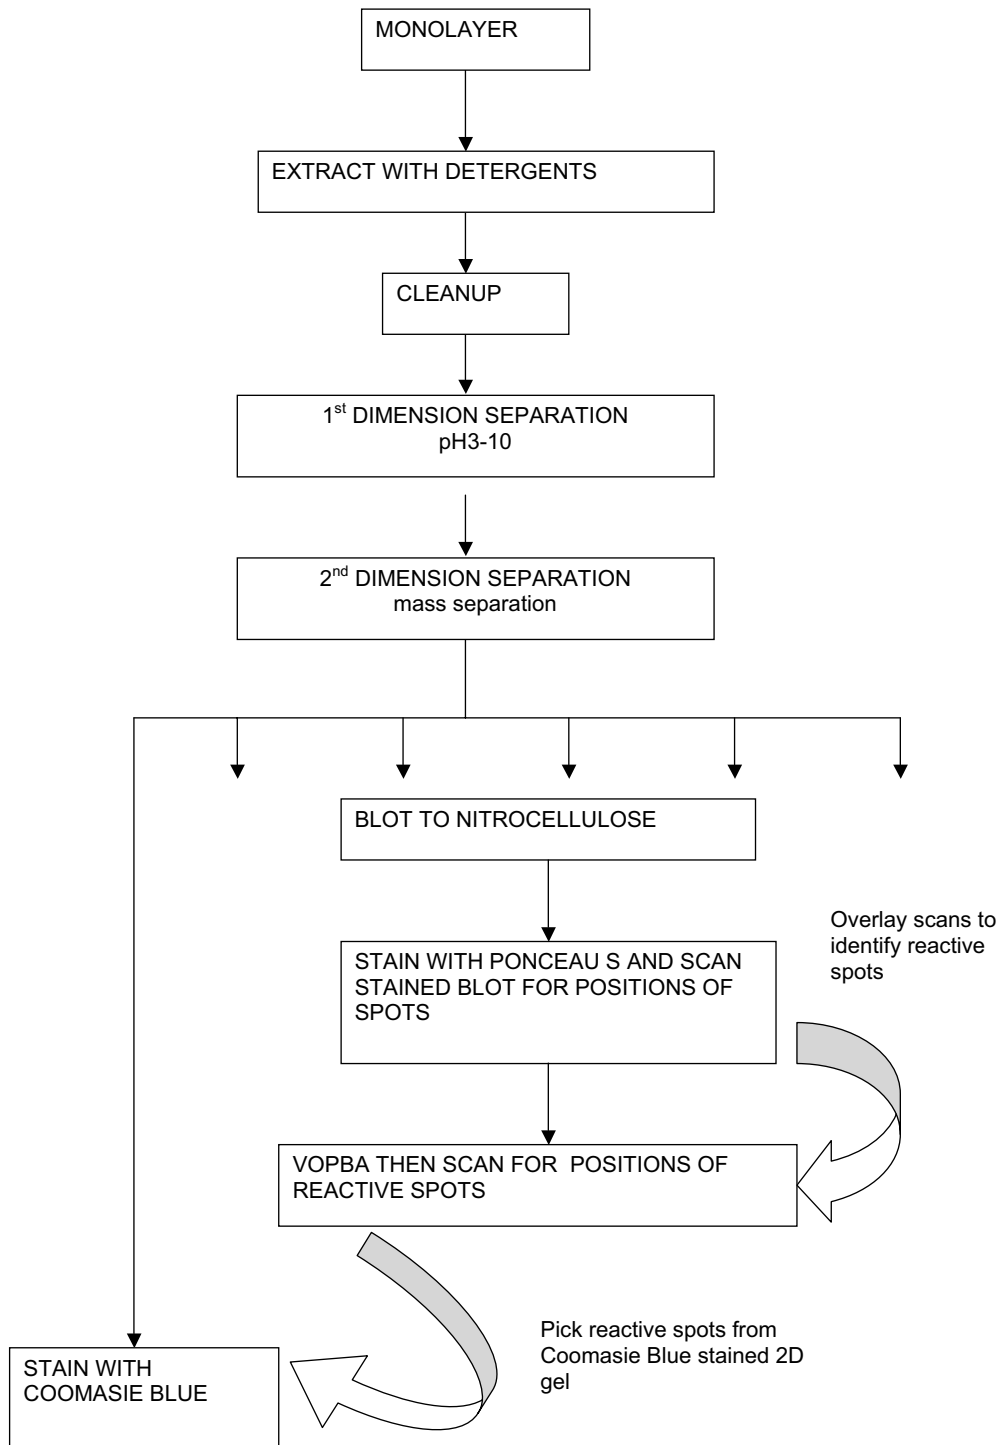 MONOLAYER
EXTRACT WITH DETERGENTS
CLEANUP
1st DIMENSION SEPARATION
pH3-10
2nd DIMENSION SEPARATION
mass separation
BLOT TO NITROCELLULOSE
Overlay scans to
identify reactive
spots
STAIN WITH PONCEAU S AND SCAN
STAINED BLOT FOR POSITIONS OF
SPOTS
VOPBA THEN SCAN FOR  POSITIONS OF
REACTIVE SPOTS
Pick reactive spots from
Coomasie Blue stained 2D
gel
STAIN WITH
COOMASIE BLUE